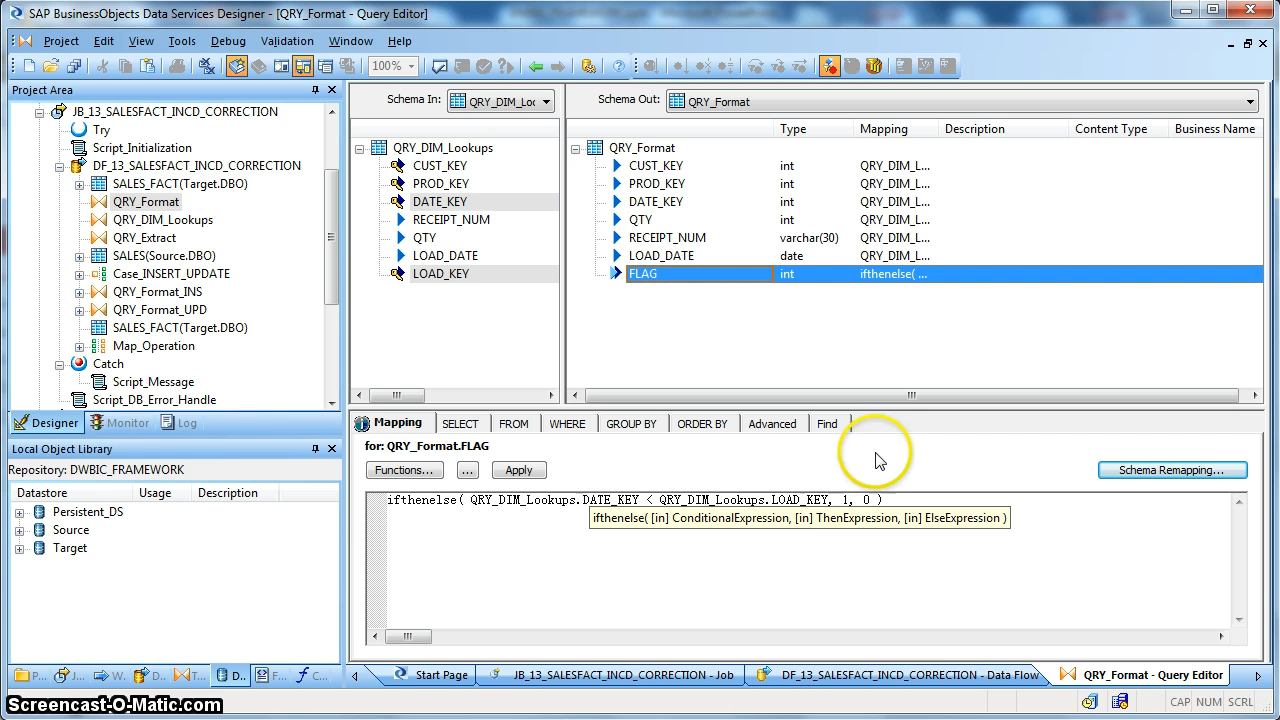 SAP BusinessObjects Data Services Designer - [QRY_Format - Query Editor]
Project Edit View Tools Debug Validation Window Help
100%
Project Area
JB_13_SALESFACT_INCD_CORRECTION
Try
Script_Initialization
DF_13_SALESFACT_INCD_CORRECTION
SALES_FACT(Target.DBO)
QRY_Format
QRY_DIM_Lookups
QRY_Extract
SALES(Source.DBO)
Case_INSERT_UPDATE
QRY_Format_INS
QRY_Format_UPD
SALES_FACT(Target.DBO)
Map_Operation
Catch
Script_Message
Script_DB_Error_Handle
Designer Monitor Log
Local Object Library
Repository: DWBIC_FRAMEWORK
Datastore Usage Description
Persistent_DS
Source
Target
P... J... W... D... T... D... F... C...
Schema In: QRY_DIM_Loc
QRY_DIM_Lookups
CUST_KEY
PROD_KEY
DATE_KEY
RECEIPT_NUM
QTY
LOAD_DATE
LOAD_KEY
Schema Out: QRY_Format
Type Mapping Description Content Type Business Name
QRY_Format
CUST_KEY int QRY_DIM_L...
PROD_KEY int QRY_DIM_L...
DATE_KEY int QRY_DIM_L...
QTY int QRY_DIM_L...
RECEIPT_NUM varchar(30) QRY_DIM_L...
LOAD_DATE date QRY_DIM_L...
FLAG int ifthenelse( ...
Mapping SELECT FROM WHERE GROUP BY ORDER BY Advanced Find
for: QRY_Format.FLAG
Functions... ... Apply Schema Remapping...
ifthenelse( QRY_DIM_Lookups.DATE_KEY < QRY_DIM_Lookups.LOAD_KEY, 1, 0 )
ifthenelse( [in] ConditionalExpression, [in] ThenExpression, [in] ElseExpression )
Start Page JB_13_SALESFACT_INCD_CORRECTION - Job DF_13_SALESFACT_INCD_CORRECTION - Data Flow QRY_Format - Query Editor
CAP NUM SCRL
Screencast-O-Matic.com